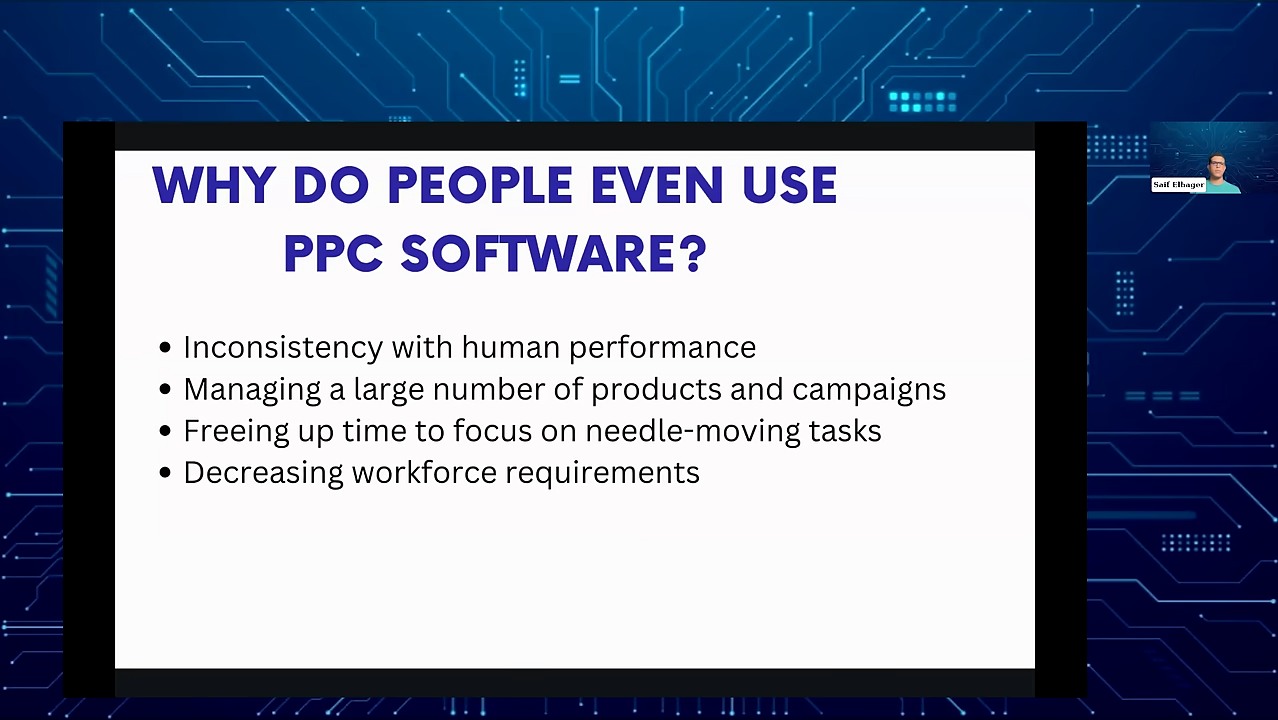 WHY DO PEOPLE EVEN USE
PPC SOFTWARE?
• Inconsistency with human performance
• Managing a large number of products and campaigns
• Freeing up time to focus on needle-moving tasks
• Decreasing workforce requirements
Saif Elhager